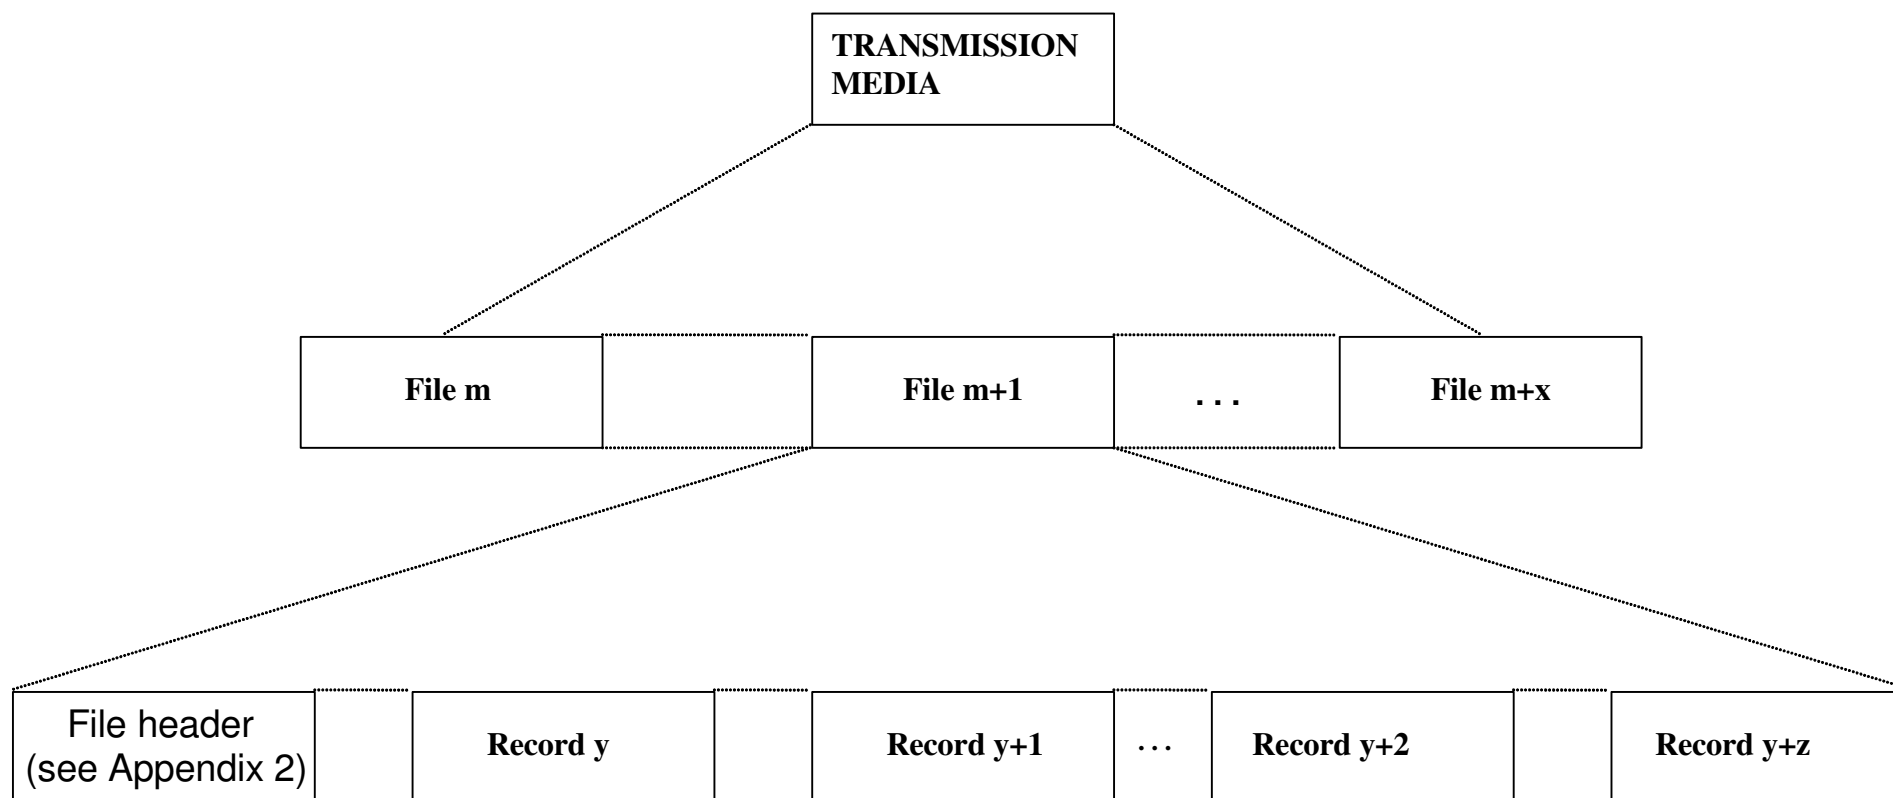 TRANSMISSION
MEDIA
File m
File m+1
. . .
File m+x
File header
(see Appendix 2)
Record y
Record y+1
...
Record y+2
Record y+z